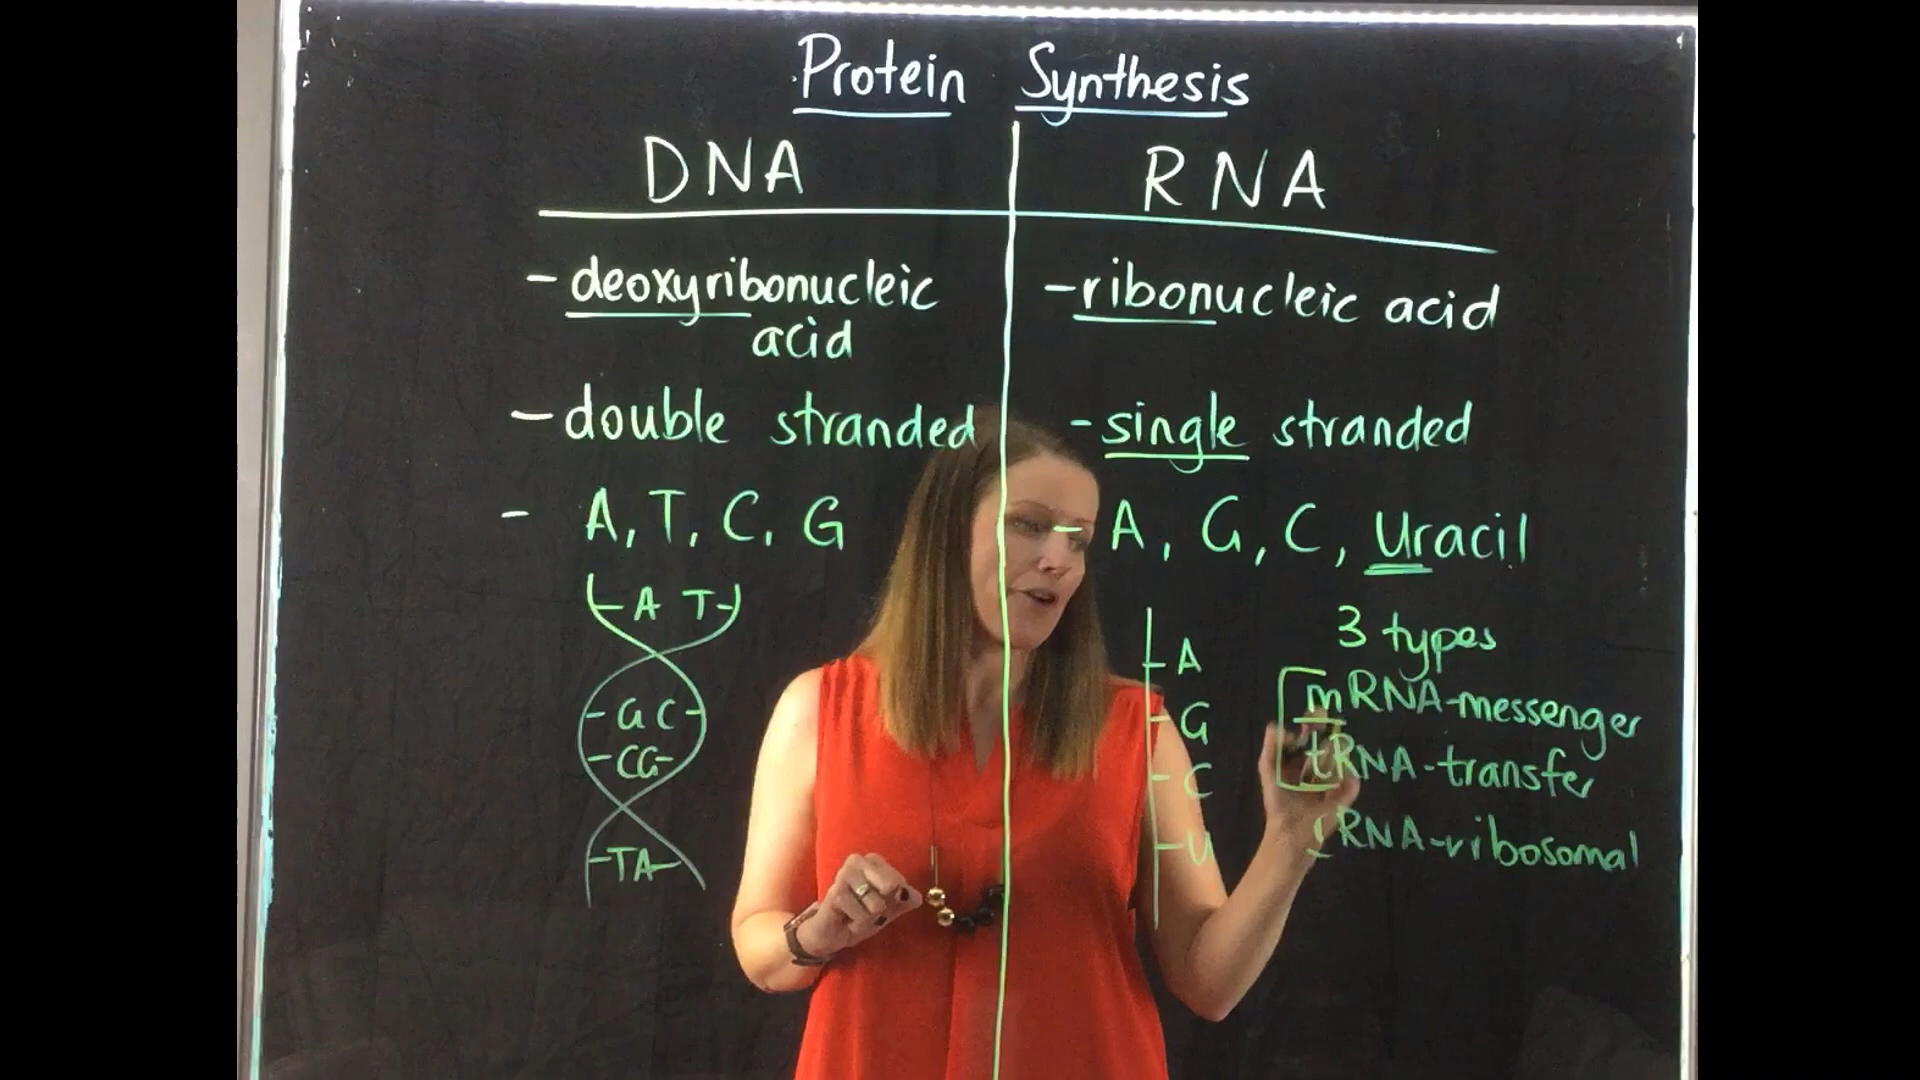 Protein Synthesis
DNA
- deoxyribonucleic
acid
- double stranded
- A, T, C, G
A T
G C
CG
TA
RNA
- ribonucleic acid
- single stranded
- A, G, C, Uracil
A
G
C
U
3 types
mRNA-messenger
tRNA-transfer
rRNA-ribosomal